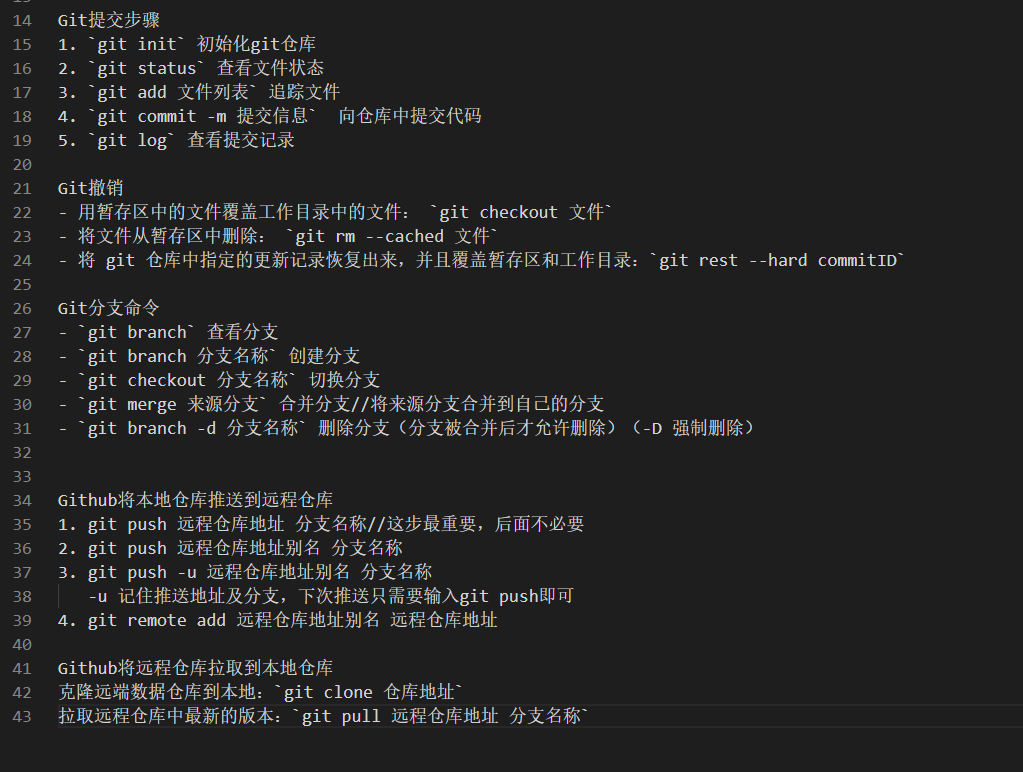 14 Git提交步骤
15 1. `git init` 初始化git仓库
16 2. `git status` 查看文件状态
17 3. `git add 文件列表` 追踪文件
18 4. `git commit -m 提交信息`  向仓库中提交代码
19 5. `git log` 查看提交记录
20
21 Git撤销
22 - 用暂存区中的文件覆盖工作目录中的文件： `git checkout 文件`
23 - 将文件从暂存区中删除： `git rm --cached 文件`
24 - 将 git 仓库中指定的更新记录恢复出来，并且覆盖暂存区和工作目录：`git rest --hard commitID`
25
26 Git分支命令
27 - `git branch` 查看分支
28 - `git branch 分支名称` 创建分支
29 - `git checkout 分支名称` 切换分支
30 - `git merge 来源分支` 合并分支//将来源分支合并到自己的分支
31 - `git branch -d 分支名称` 删除分支（分支被合并后才允许删除）（-D 强制删除）
32
33
34 Github将本地仓库推送到远程仓库
35 1. git push 远程仓库地址 分支名称//这步最重要，后面不必要
36 2. git push 远程仓库地址别名 分支名称
37 3. git push -u 远程仓库地址别名 分支名称
38 -u 记住推送地址及分支，下次推送只需要输入git push即可
39 4. git remote add 远程仓库地址别名 远程仓库地址
40
41 Github将远程仓库拉取到本地仓库
42 克隆远端数据仓库到本地：`git clone 仓库地址`
43 拉取远程仓库中最新的版本：`git pull 远程仓库地址 分支名称`